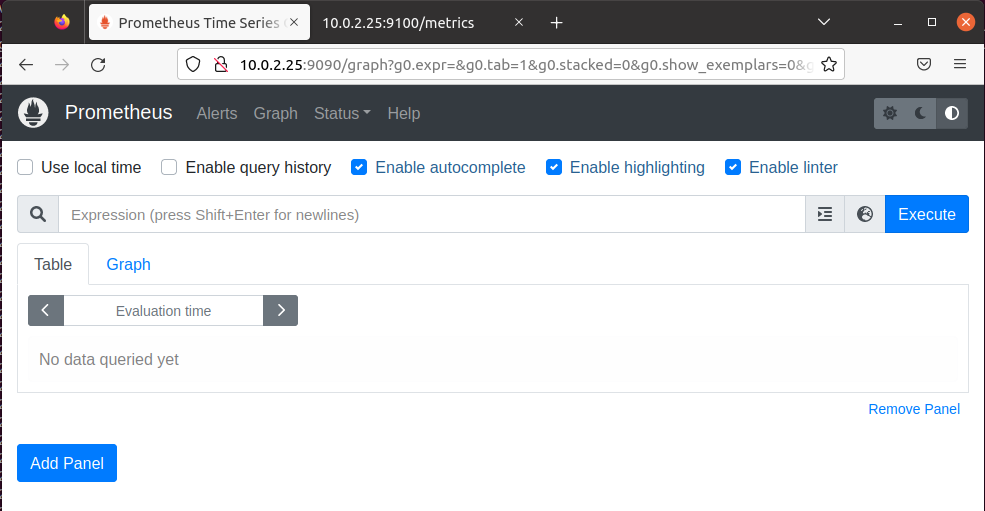 Prometheus Time Series
10.0.2.25:9100/metrics
10.0.2.25:9090/graph?g0.expr=&g0.tab=1&g0.stacked=0&g0.show_exemplars=0&g
Prometheus Alerts Graph Status Help
Use local time Enable query history Enable autocomplete Enable highlighting Enable linter
Expression (press Shift+Enter for newlines) Execute
Table Graph
Evaluation time
No data queried yet
Remove Panel
Add Panel